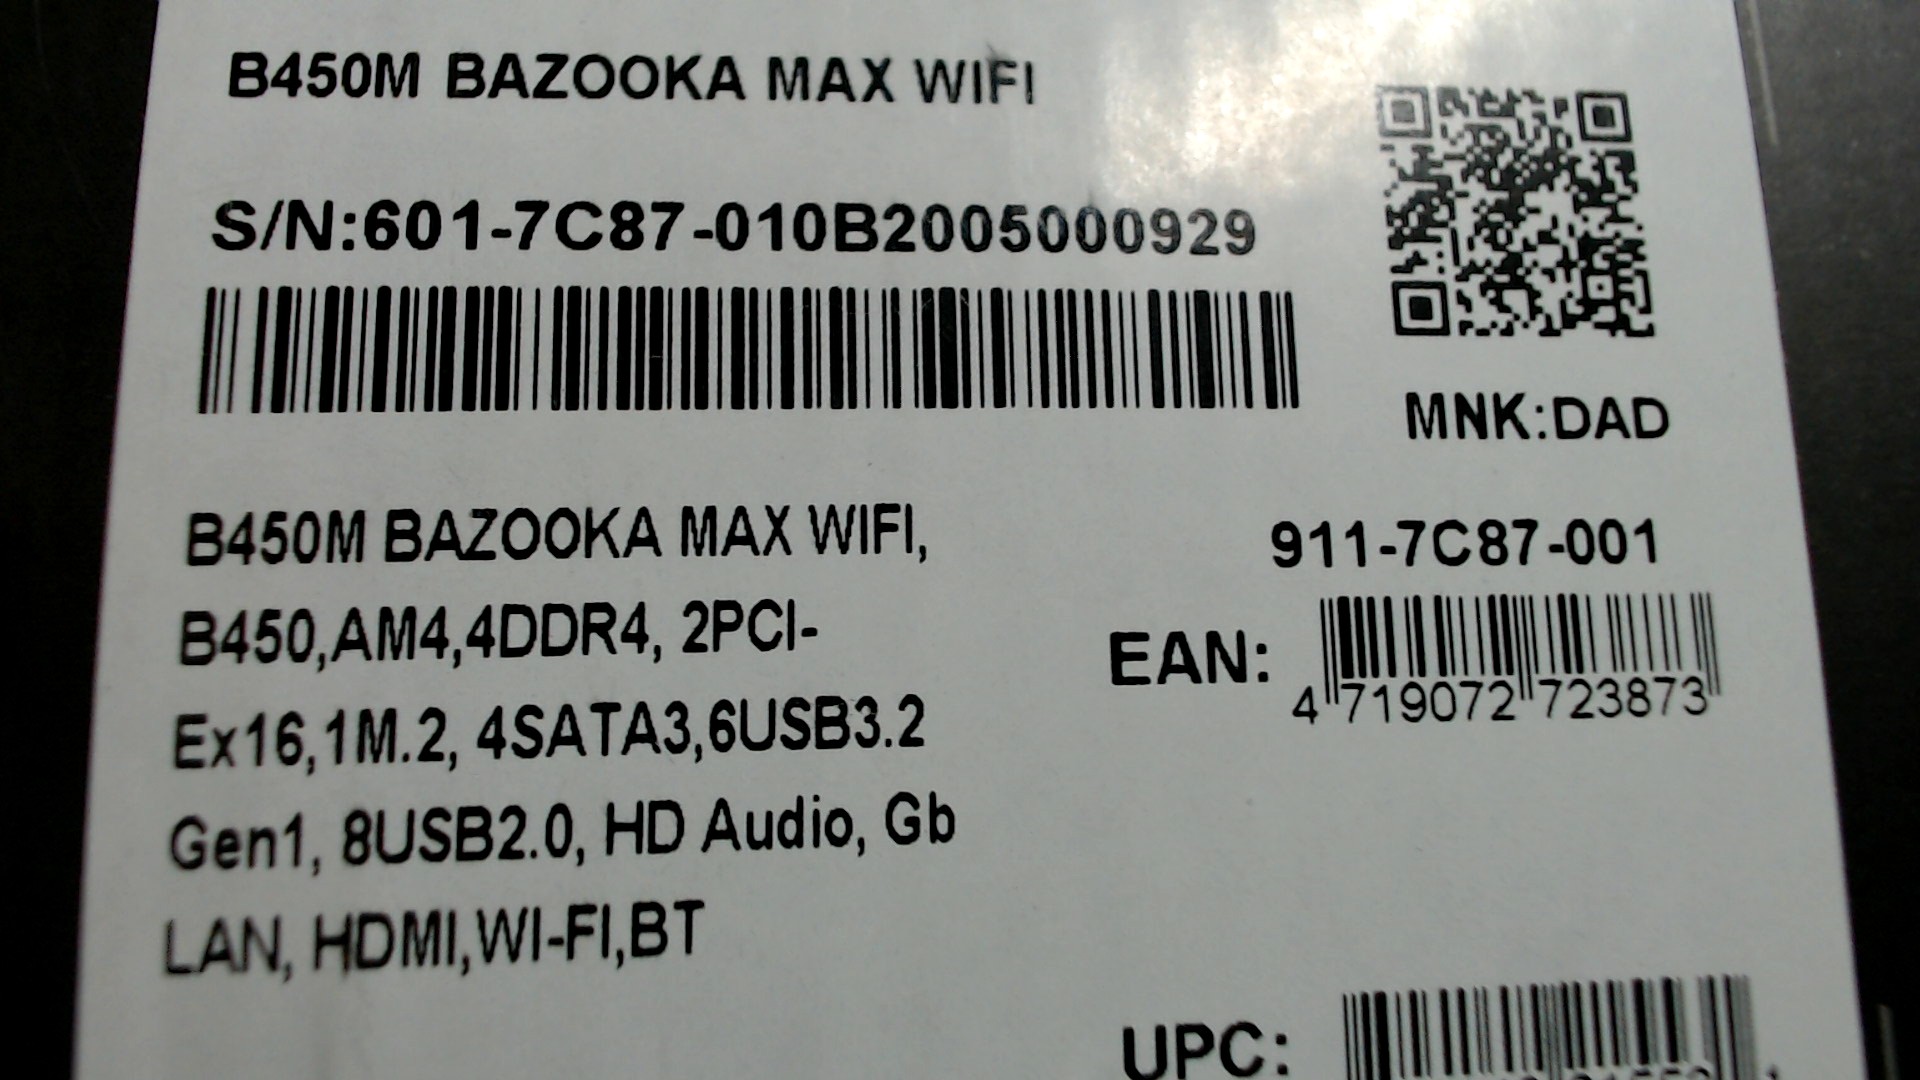 B450M BAZOOKA MAX WIFI
S/N:601-7C87-010B2005000929
MNK:DAD
B450M BAZOOKA MAX WIFI,
B450,AM4,4DDR4, 2PCI-
Ex16,1M.2, 4SATA3,6USB3.2
Gen1, 8USB2.0, HD Audio, Gb
LAN, HDMI,WI-FI,BT
911-7C87-001
EAN:
4 719072 723873
UPC: